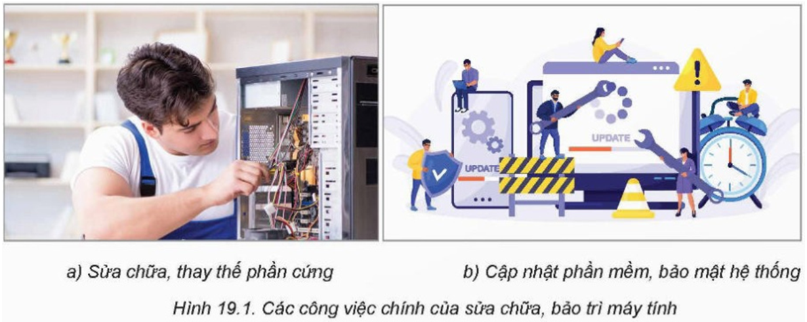 UPDATE
UPDATE
a) Sửa chữa, thay thế phần cứng
b) Cập nhật phần mềm, bảo mật hệ thống
Hình 19.1. Các công việc chính của sửa chữa, bảo trì máy tính